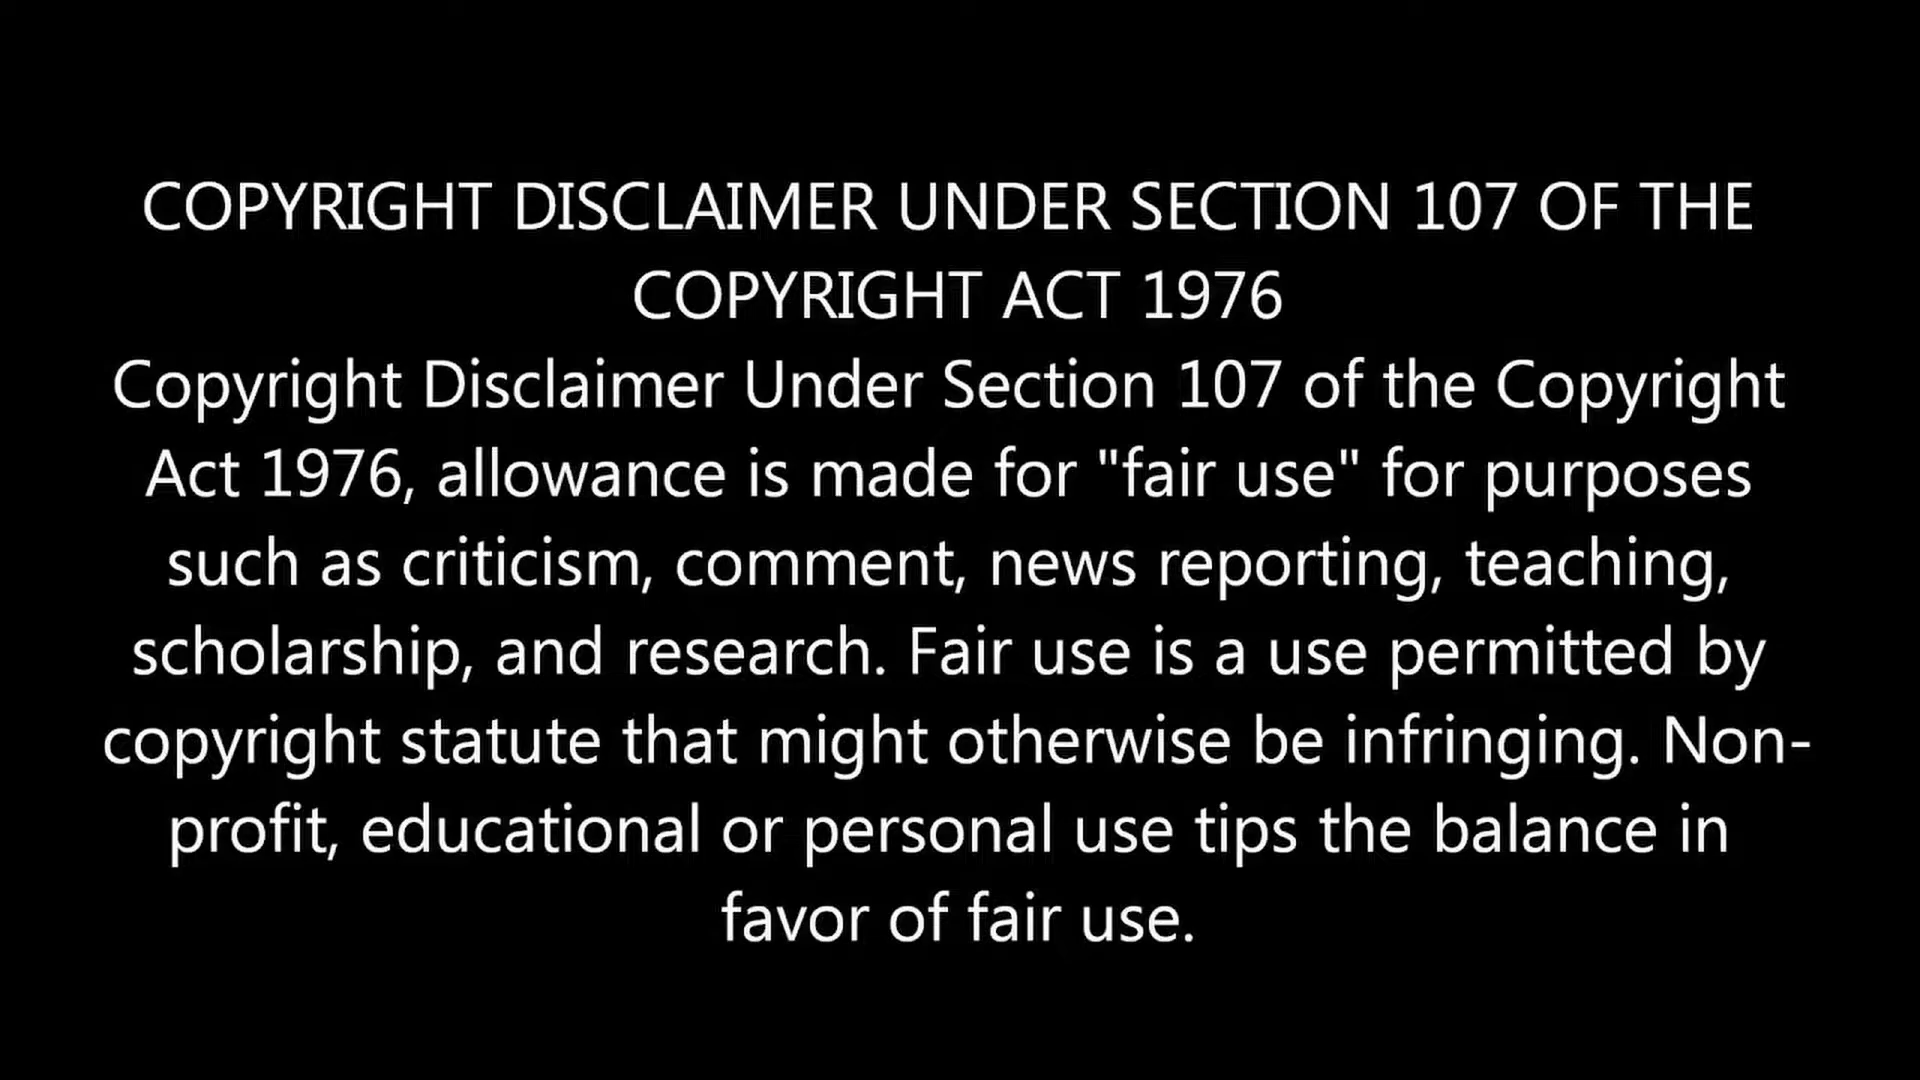 COPYRIGHT DISCLAIMER UNDER SECTION 107 OF THE
COPYRIGHT ACT 1976
Copyright Disclaimer Under Section 107 of the Copyright
Act 1976, allowance is made for "fair use" for purposes
such as criticism, comment, news reporting, teaching,
scholarship, and research. Fair use is a use permitted by
copyright statute that might otherwise be infringing. Non-
profit, educational or personal use tips the balance in
favor of fair use.